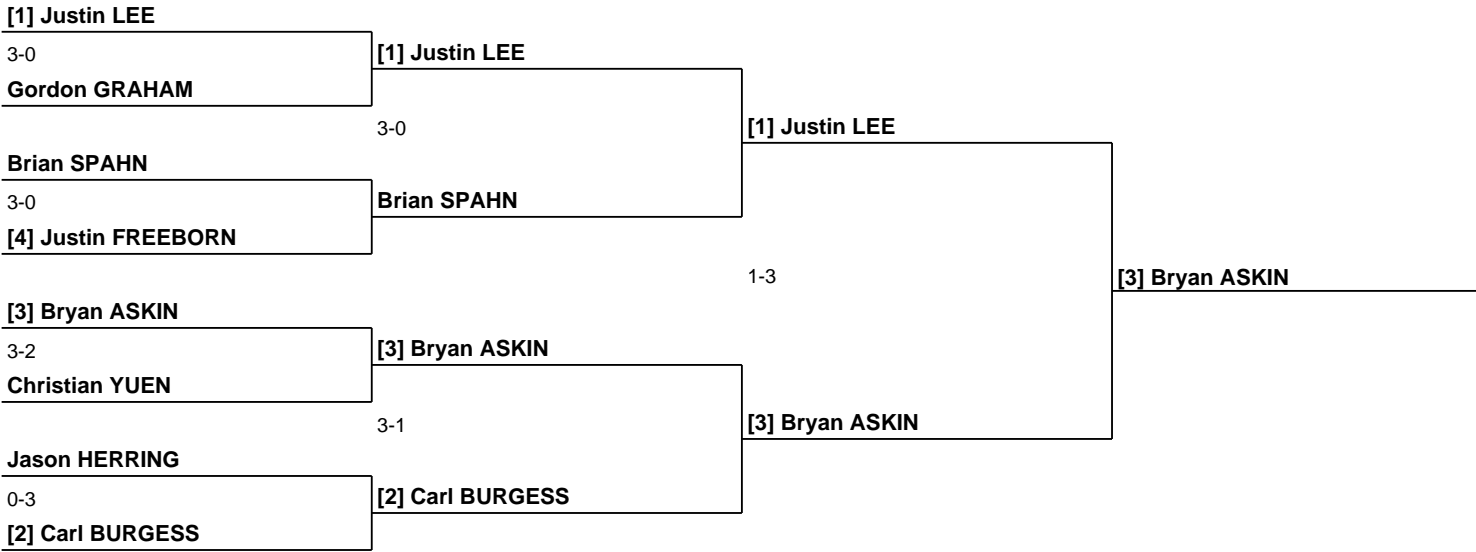 [1] Justin LEE
3-0
[1] Justin LEE
Gordon GRAHAM
3-0
[1] Justin LEE
Brian SPAHN
3-0
Brian SPAHN
[4] Justin FREEBORN
1-3
[3] Bryan ASKIN
[3] Bryan ASKIN
3-2
[3] Bryan ASKIN
Christian YUEN
3-1
[3] Bryan ASKIN
Jason HERRING
0-3
[2] Carl BURGESS
[2] Carl BURGESS